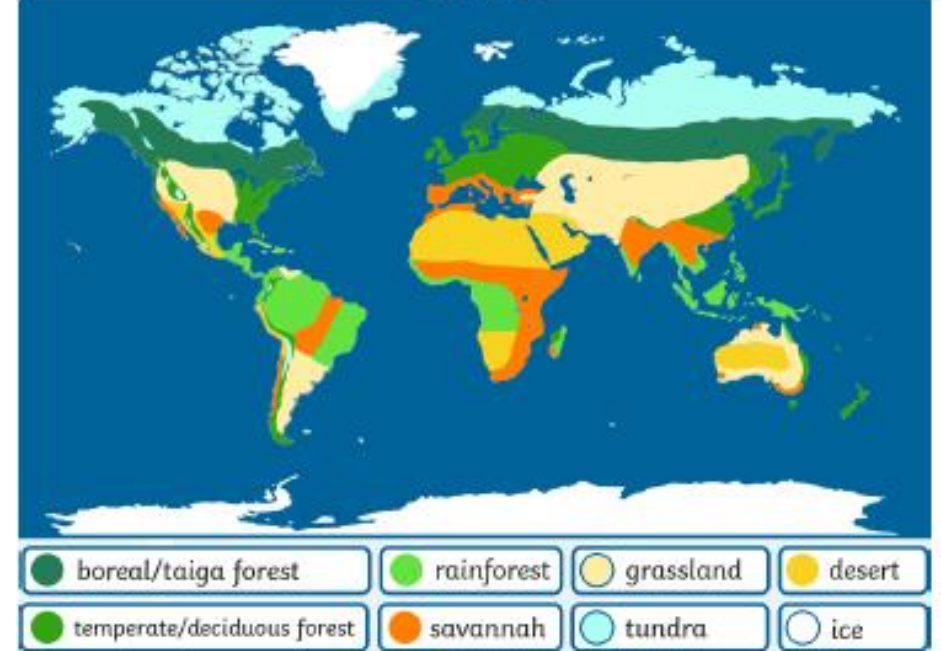 boreal/taiga forest
rainforest
grassland
desert
temperate/deciduous forest
savannah
tundra
ice